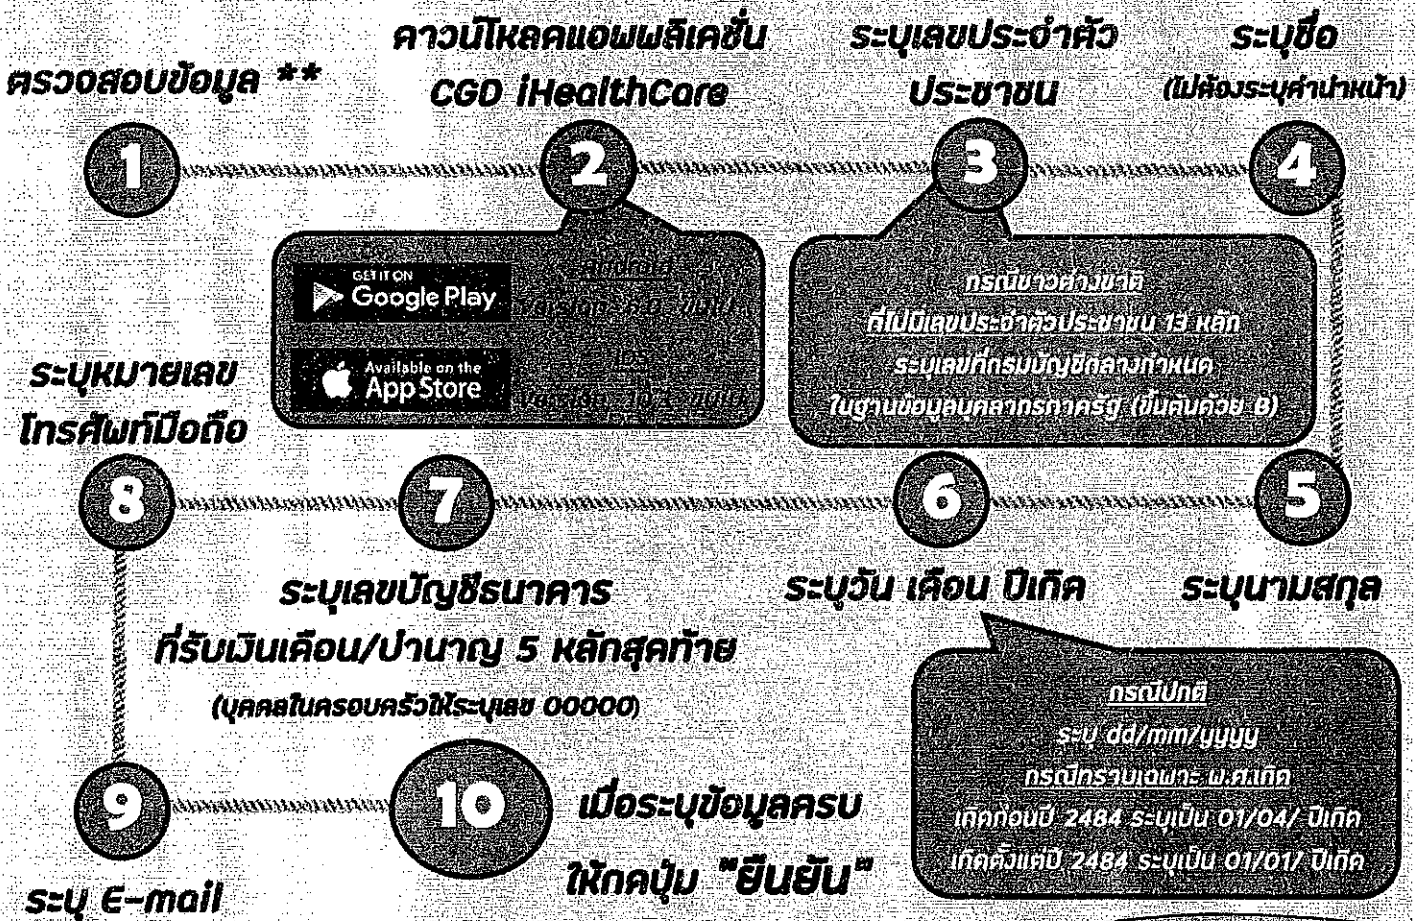 ตรวจสอบข้อมูล **
ดาวน์โหลดแอพพลิเคชั่น
CGD iHealthCare
ระบุเลขประจำตัว
ประชาชน
ระบุชื่อ
(ไม่ต้องระบุคำนำหน้า)
1
2
3
4
GET IT ON
Google Play
Android
Version 6.0 ขึ้นไป
Available on the
App Store
iOS
กรณีชาวต่างชาติ
ที่ไม่มีเลขประจำตัวประชาชน 13 หลัก
ระบุเลขที่กรมบัญชีกลางกำหนด
ในฐานข้อมูลบุคลากรภาครัฐ (ขึ้นต้นด้วย B)
ระบุหมายเลข
โทรศัพท์มือถือ
8
7
6
5
ระบุเลขบัญชีธนาคาร
ที่รับเงินเดือน/บำนาญ 5 หลักสุดท้าย
(บุคคลในครอบครัวให้ระบุเลข 00000)
ระบุวัน เดือน ปีเกิด
ระบุนามสกุล
กรณีปกติ
ระบุ dd/mm/yyyy
กรณีทราบเฉพาะ พ.ศ.เกิด
เกิดก่อนปี 2484 ระบุเป็น 01/04/ ปีเกิด
เกิดตั้งแต่ปี 2484 ระบุเป็น 01/01/ ปีเกิด
9
10
เมื่อระบุข้อมูลครบ
ให้กดปุ่ม "ยืนยัน"
ระบุ E-mail